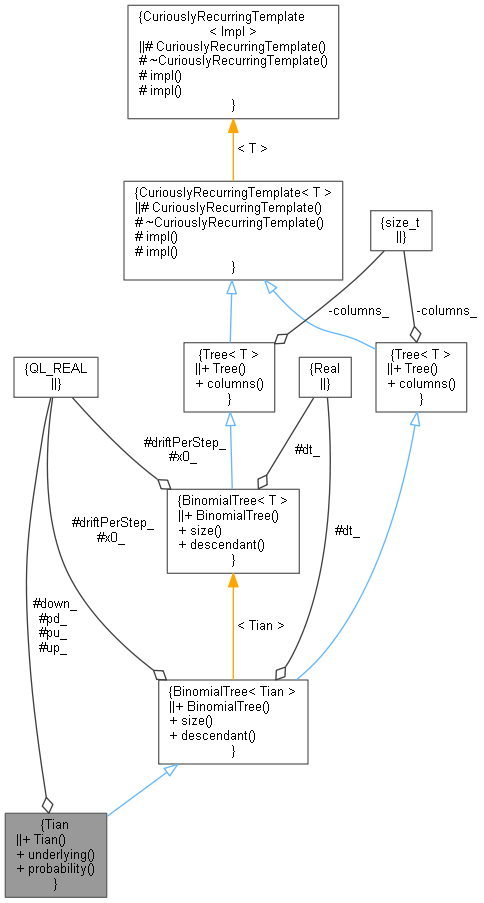 {CuriouslyRecurringTemplate
< Impl >
||# CuriouslyRecurringTemplate()
# ~CuriouslyRecurringTemplate()
# impl()
# impl()
}
< T >
{CuriouslyRecurringTemplate< T >
||# CuriouslyRecurringTemplate()
# ~CuriouslyRecurringTemplate()
# impl()
# impl()
}
{size_t
||}
-columns_
-columns_
{Tree< T >
||+ Tree()
+ columns()
}
{Tree< T >
||+ Tree()
+ columns()
}
{QL_REAL
||}
{Real
||}
#driftPerStep_
#x0_
#dt_
{BinomialTree< T >
||+ BinomialTree()
+ size()
+ descendant()
}
#driftPerStep_
#x0_
#dt_
#down_
#pd_
#pu_
#up_
< Tian >
{BinomialTree< Tian >
||+ BinomialTree()
+ size()
+ descendant()
}
{Tian
||+ Tian()
+ underlying()
+ probability()
}